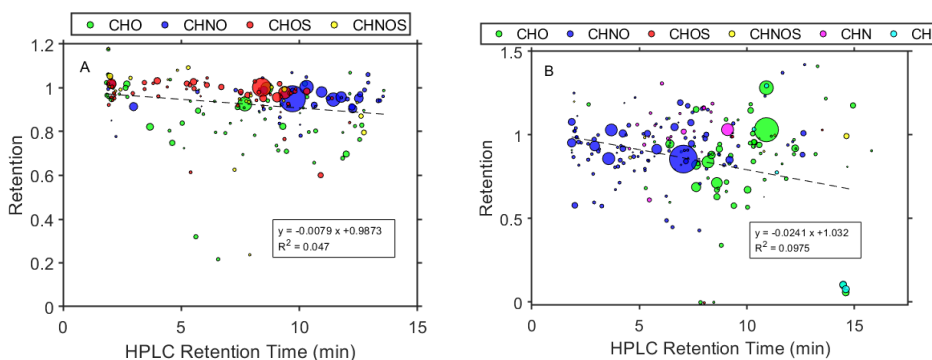 CHO CHNO CHOS CHNOS
A
1.2
1
0.8
0.6
0.4
0.2
0
Retention
y = -0.0079 x +0.9873
R² = 0.047
0 5 10 15
HPLC Retention Time (min)
CHO CHNO CHOS CHNOS CHN CH
B
1.5
1
0.5
0
Retention
y = -0.0241 x +1.032
R² = 0.0975
0 5 10 15
HPLC Retention Time (min)